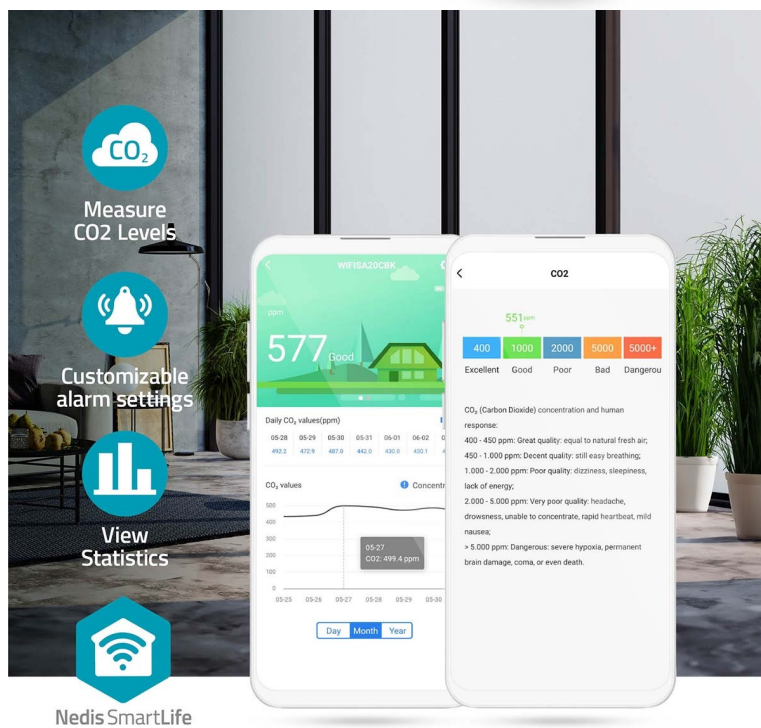 CO₂
Measure
CO2 Levels
Customizable
alarm settings
View
Statistics
Nedis SmartLife
WIFISA20CBK
ppm
577 Good
Daily CO₂ values(ppm)
05-28 05-29 05-30 05-31 06-01 06-02
492.2 472.9 487.0 442.0 430.0 430.1
CO₂ values
Concentr
500
400
300
200
100
0
05-27
CO2: 499.4 ppm
05-25 05-26 05-27 05-28 05-29 05-30
Day Month Year
CO2
551 ppm
400 1000 2000 5000 5000+
Excellent Good Poor Bad Dangerou
CO₂ (Carbon Dioxide) concentration and human
response:
400 - 450 ppm: Great quality: equal to natural fresh air;
450 - 1.000 ppm: Decent quality: still easy breathing;
1.000 - 2.000 ppm: Poor quality: dizziness, sleepiness,
lack of energy;
2.000 - 5.000 ppm: Very poor quality: headache,
drowsness, unable to concentrate, rapid heartbeat, mild
nausea;
> 5.000 ppm: Dangerous: severe hypoxia, permanent
brain damage, coma, or even death.